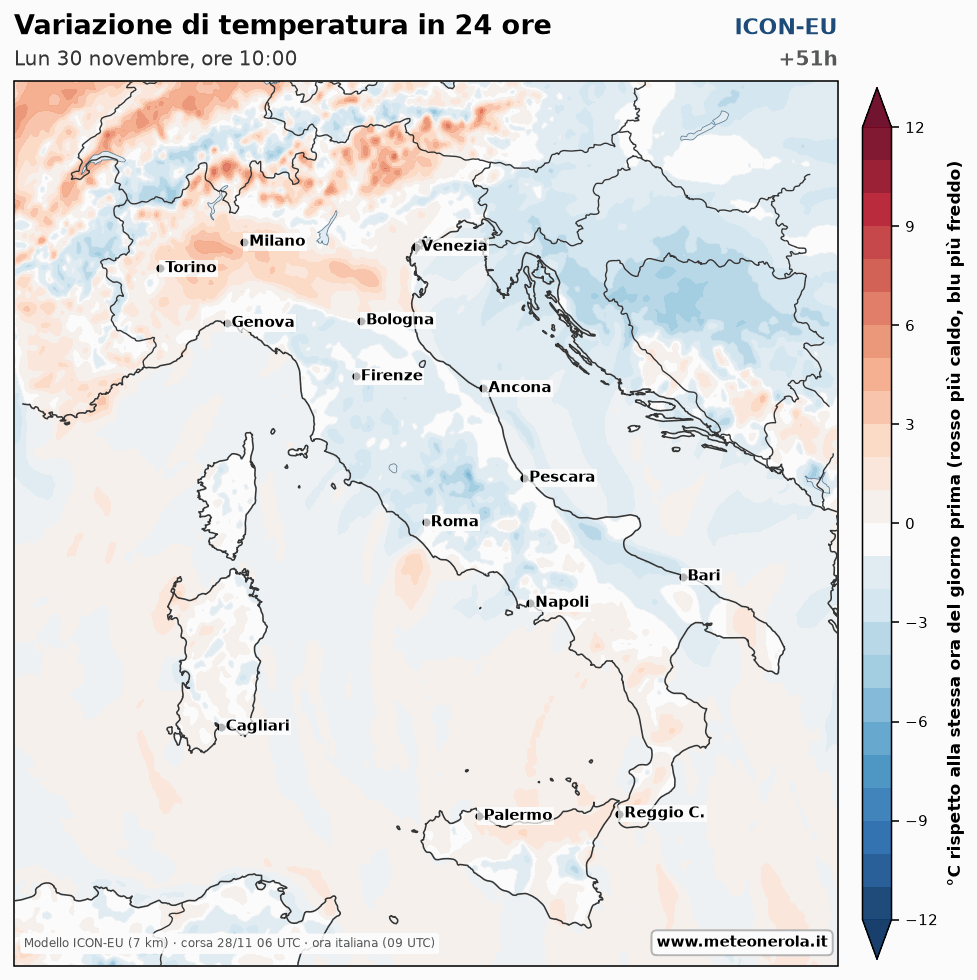 Variazione di temperatura in 24 ore
ICON-EU
Lun 30 novembre, ore 10:00
+51h
Milano
Venezia
Torino
Genova
Bologna
Firenze
Ancona
Pescara
Roma
Bari
Napoli
Cagliari
Palermo
Reggio C.
12
9
6
3
0
−3
−6
−9
−12
°C rispetto alla stessa ora del giorno prima (rosso più caldo, blu più freddo)
Modello ICON-EU (7 km) · corsa 28/11 06 UTC · ora italiana (09 UTC)
www.meteonerola.it